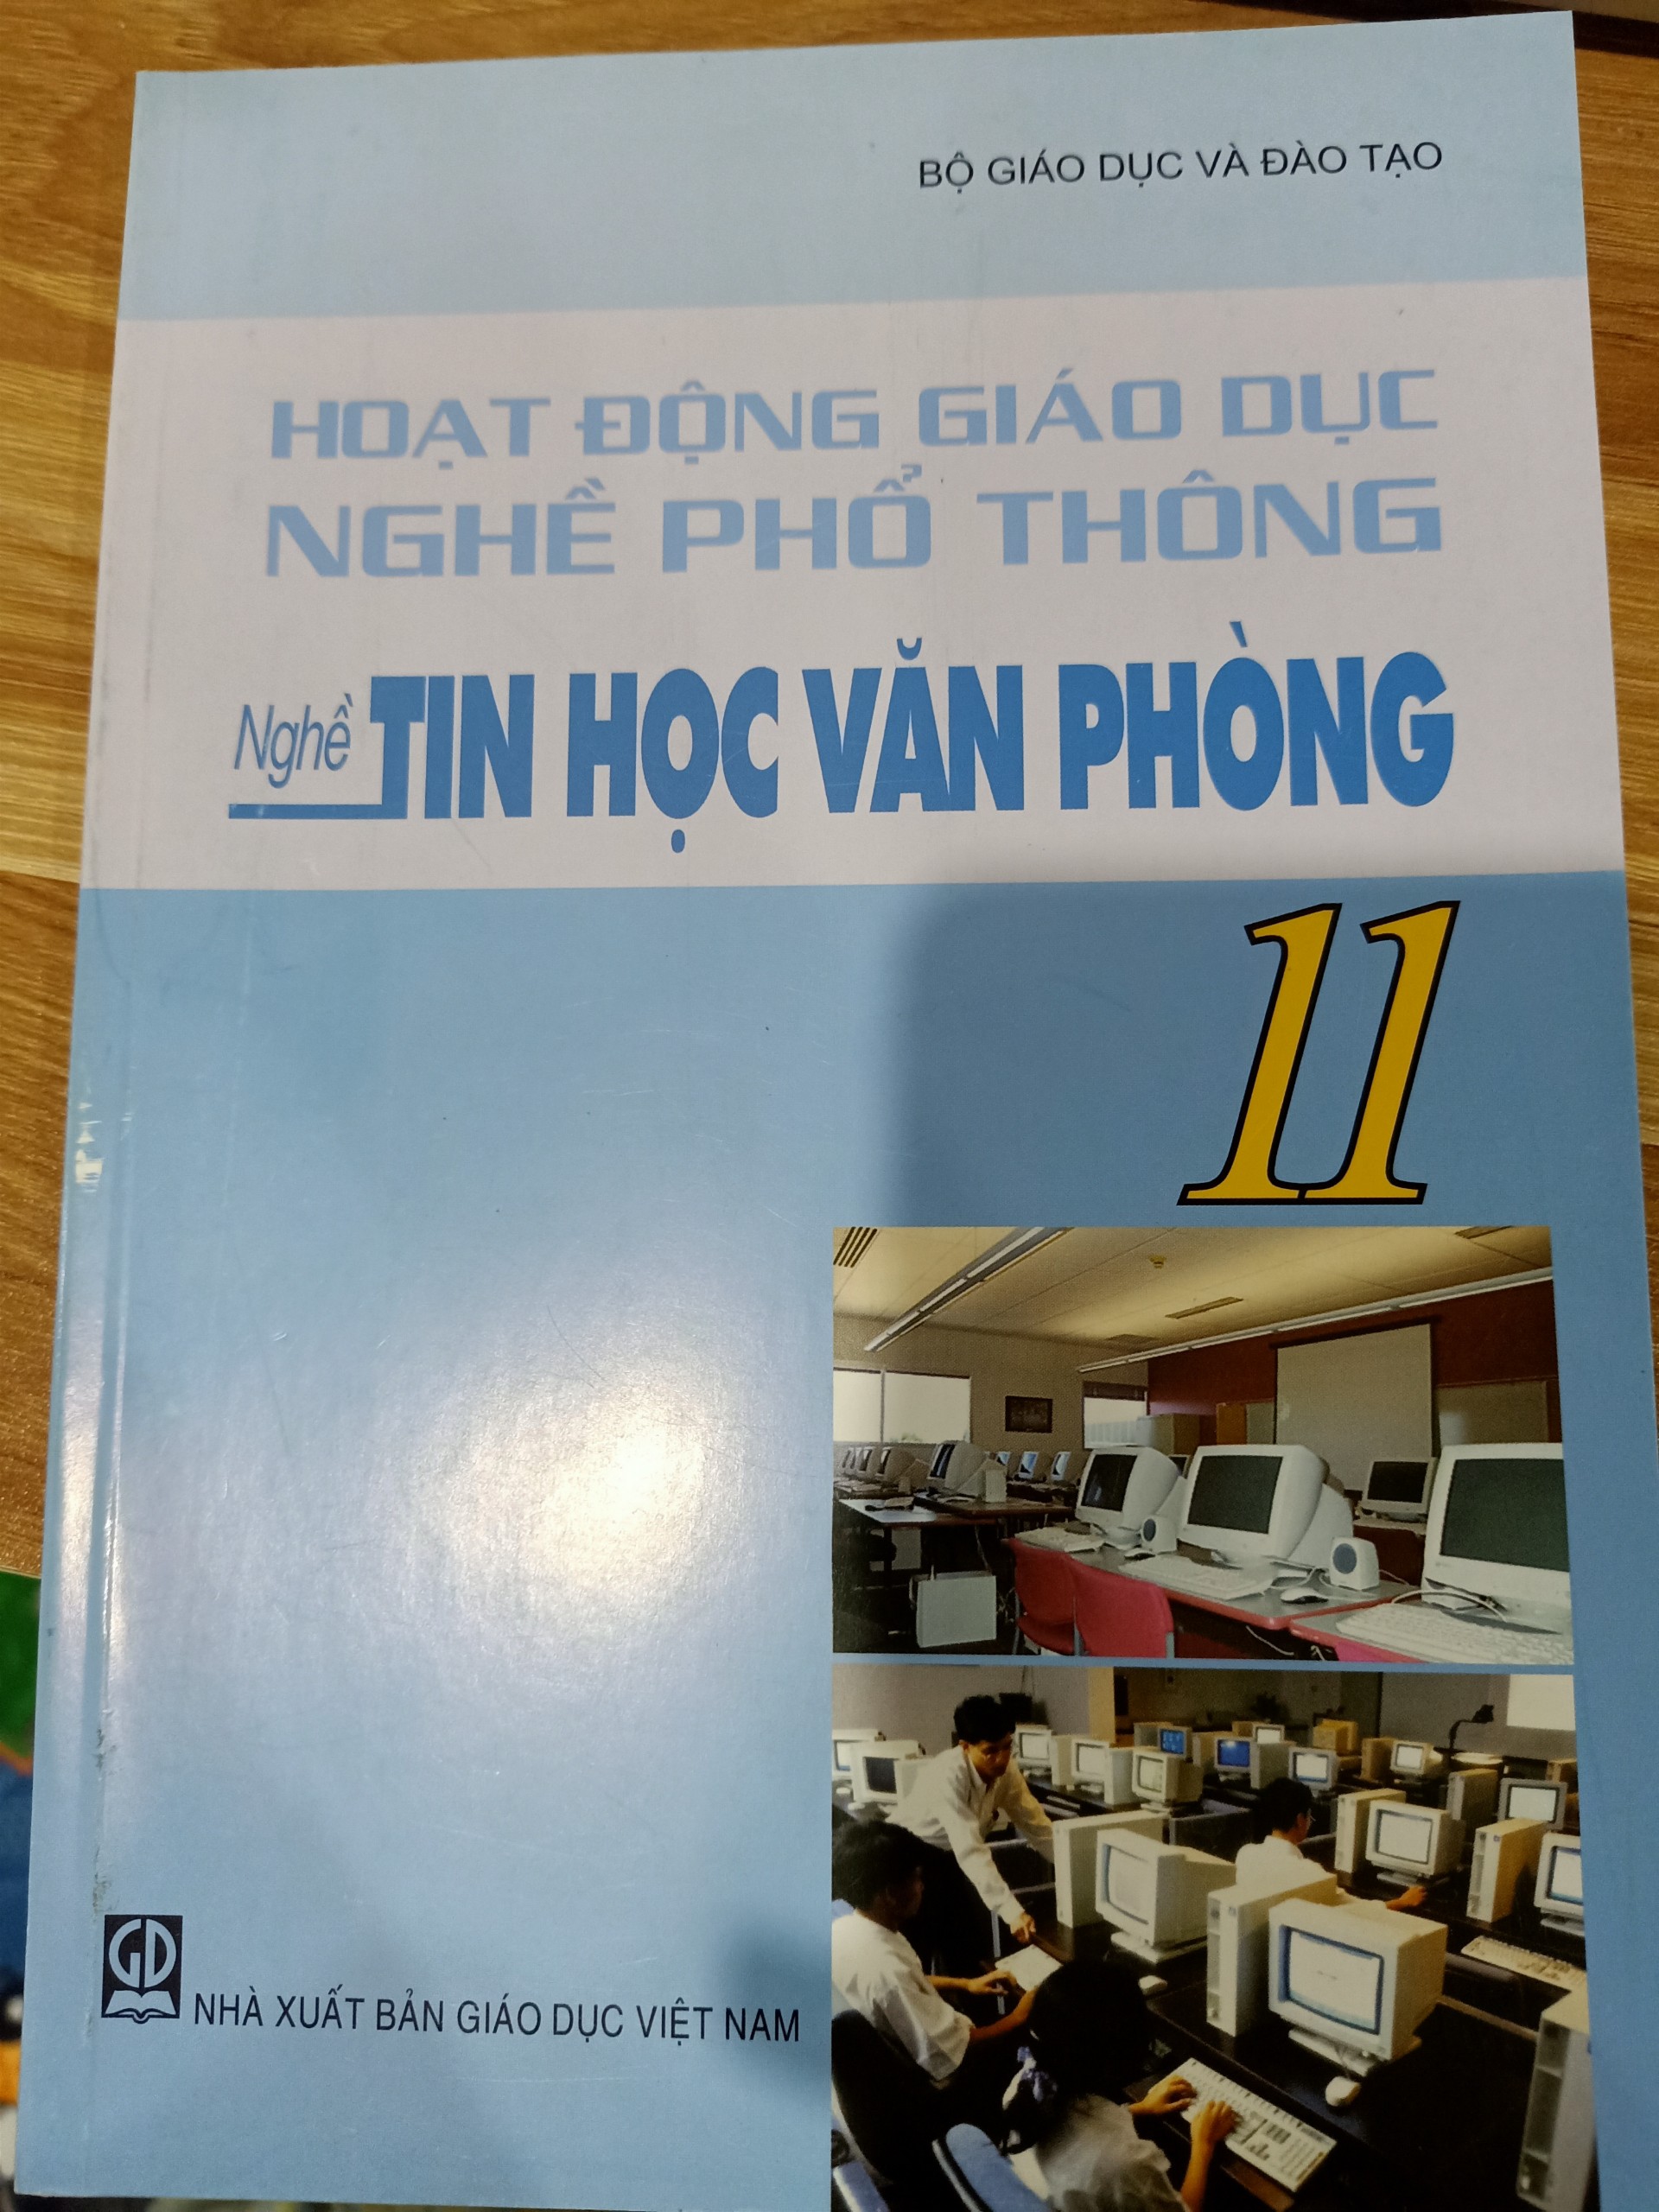 BỘ GIÁO DỤC VÀ ĐÀO TẠO
HOẠT ĐỘNG GIÁO DỤC
NGHỀ PHỔ THÔNG
Nghề TIN HỌC VĂN PHÒNG
11
GD
NHÀ XUẤT BẢN GIÁO DỤC VIỆT NAM